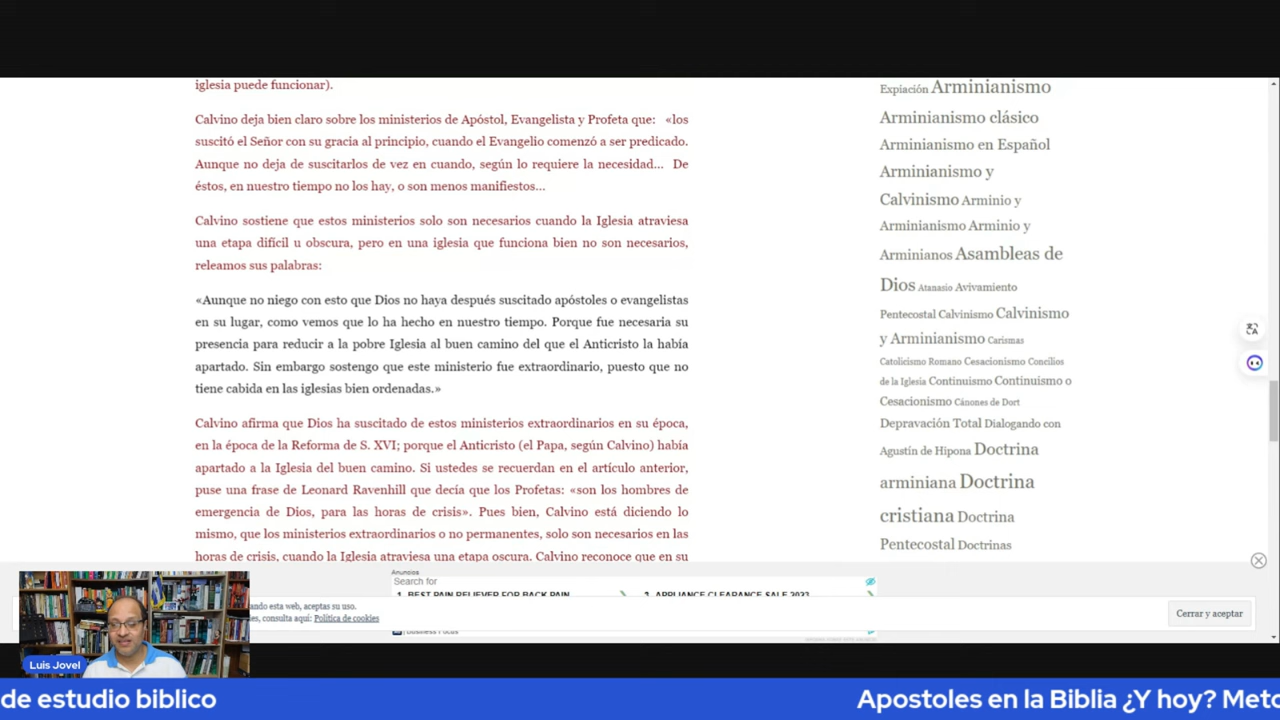 iglesia puede funcionar).
Calvino deja bien claro sobre los ministerios de Apóstol, Evangelista y Profeta que: «los
suscitó el Señor con su gracia al principio, cuando el Evangelio comenzó a ser predicado.
Aunque no deja de suscitarlos de vez en cuando, según lo requiere la necesidad... De
éstos, en nuestro tiempo no los hay, o son menos manifiestos...
Calvino sostiene que estos ministerios solo son necesarios cuando la Iglesia atraviesa
una etapa difícil u obscura, pero en una iglesia que funciona bien no son necesarios,
releamos sus palabras:
«Aunque no niego con esto que Dios no haya después suscitado apóstoles o evangelistas
en su lugar, como vemos que lo ha hecho en nuestro tiempo. Porque fue necesaria su
presencia para reducir a la pobre Iglesia al buen camino del que el Anticristo la había
apartado. Sin embargo sostengo que este ministerio fue extraordinario, puesto que no
tiene cabida en las iglesias bien ordenadas.»
Calvino afirma que Dios ha suscitado de estos ministerios extraordinarios en su época,
en la época de la Reforma de S. XVI; porque el Anticristo (el Papa, según Calvino) había
apartado a la Iglesia del buen camino. Si ustedes se recuerdan en el artículo anterior,
puse una frase de Leonard Ravenhill que decía que los Profetas: «son los hombres de
emergencia de Dios, para las horas de crisis». Pues bien, Calvino está diciendo lo
mismo, que los ministerios extraordinarios o no permanentes, solo son necesarios en las
horas de crisis, cuando la Iglesia atraviesa una etapa oscura. Calvino reconoce que en su
Expiación Arminianismo
Arminianismo clásico
Arminianismo en Español
Arminianismo y
Calvinismo Arminio y
Arminianismo Arminio y
Arminianos Asambleas de
Dios Atanasio Avivamiento
Pentecostal Calvinismo Calvinismo
y Arminianismo Carismas
Catolicismo Romano Cesacionismo Concilios
de la Iglesia Continuismo Continuismo o
Cesacionismo Cánones de Dort
Depravación Total Dialogando con
Agustín de Hipona Doctrina
arminiana Doctrina
cristiana Doctrina
Pentecostal Doctrinas
Anuncios
Search for
1. BEST PAIN RELIEVER FOR BACK PAIN
2. APPLIANCE CLEARANCE SALE 2023
Business Focus
ando esta web, aceptas su uso.
es, consulta aquí: Política de cookies
Cerrar y aceptar
Luis Jovel
de estudio biblico
Apostoles en la Biblia ¿Y hoy? Meto